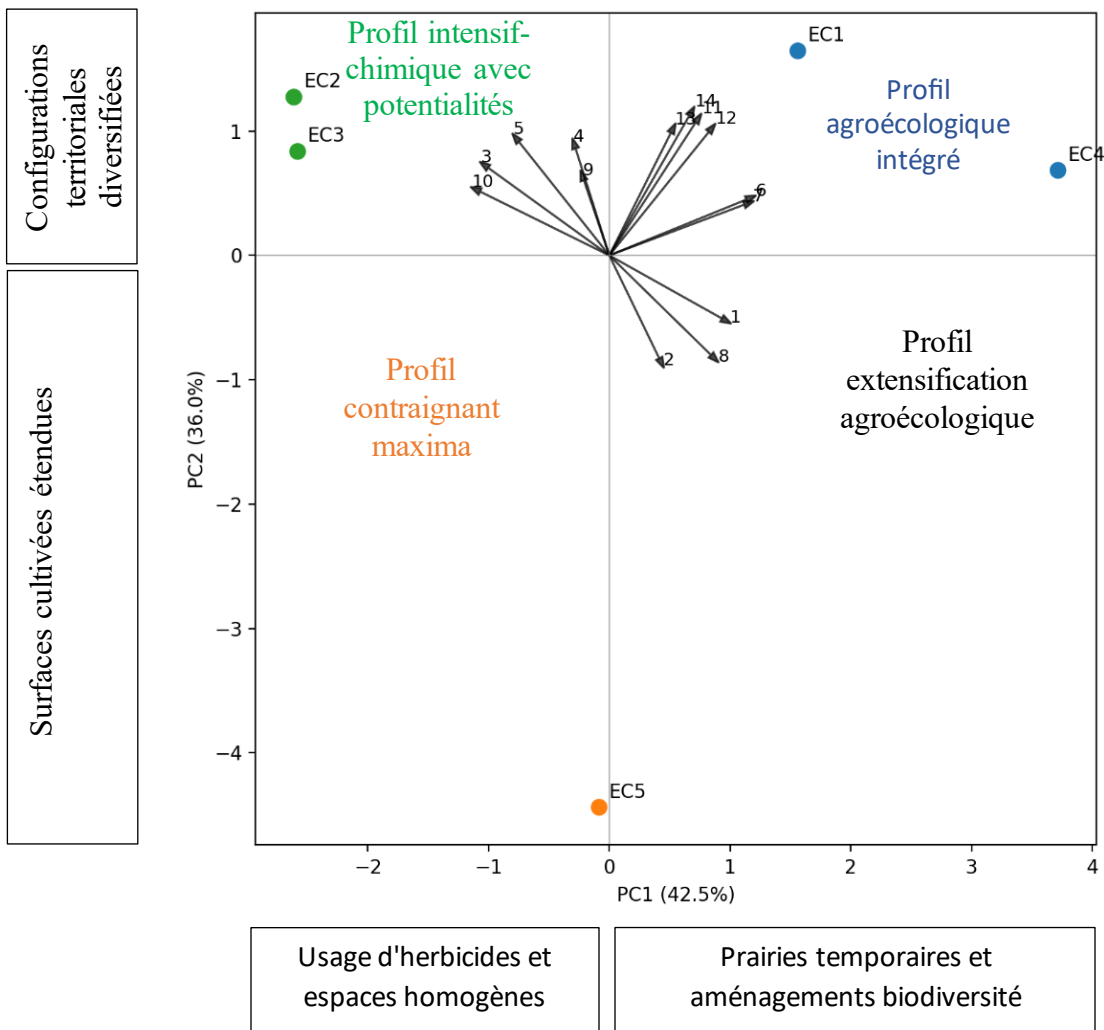 Configurations
territoriales
diversifiées
Surfaces cultivées étendues
Profil intensif-
chimique avec
potentialités
Profil
agroécologique
intégré
Profil
contraignant
maxima
Profil
extensification
agroécologique
EC1
EC2
EC3
EC4
EC5
14
11
13
12
5
4
3
9
10
6
7
1
2
8
1
0
−1
−2
−3
−4
PC2 (36.0%)
−2
−1
0
1
2
3
4
PC1 (42.5%)
Usage d'herbicides et
espaces homogènes
Prairies temporaires et
aménagements biodiversité